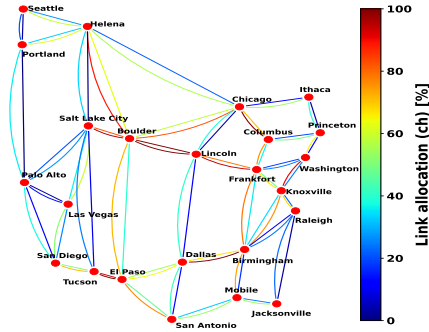 Seattle
Helena
Portland
Ithaca
Chicago
Salt Lake City
Princeton
Columbus
Boulder
Lincoln
Washington
Palo Alto
Frankfort
Knoxville
Las Vegas
Raleigh
San Diego
Dallas
Birmingham
Tucson
El Paso
Mobile
Jacksonville
San Antonio
100
80
60
40
20
0
Link allocation (ch) [%]